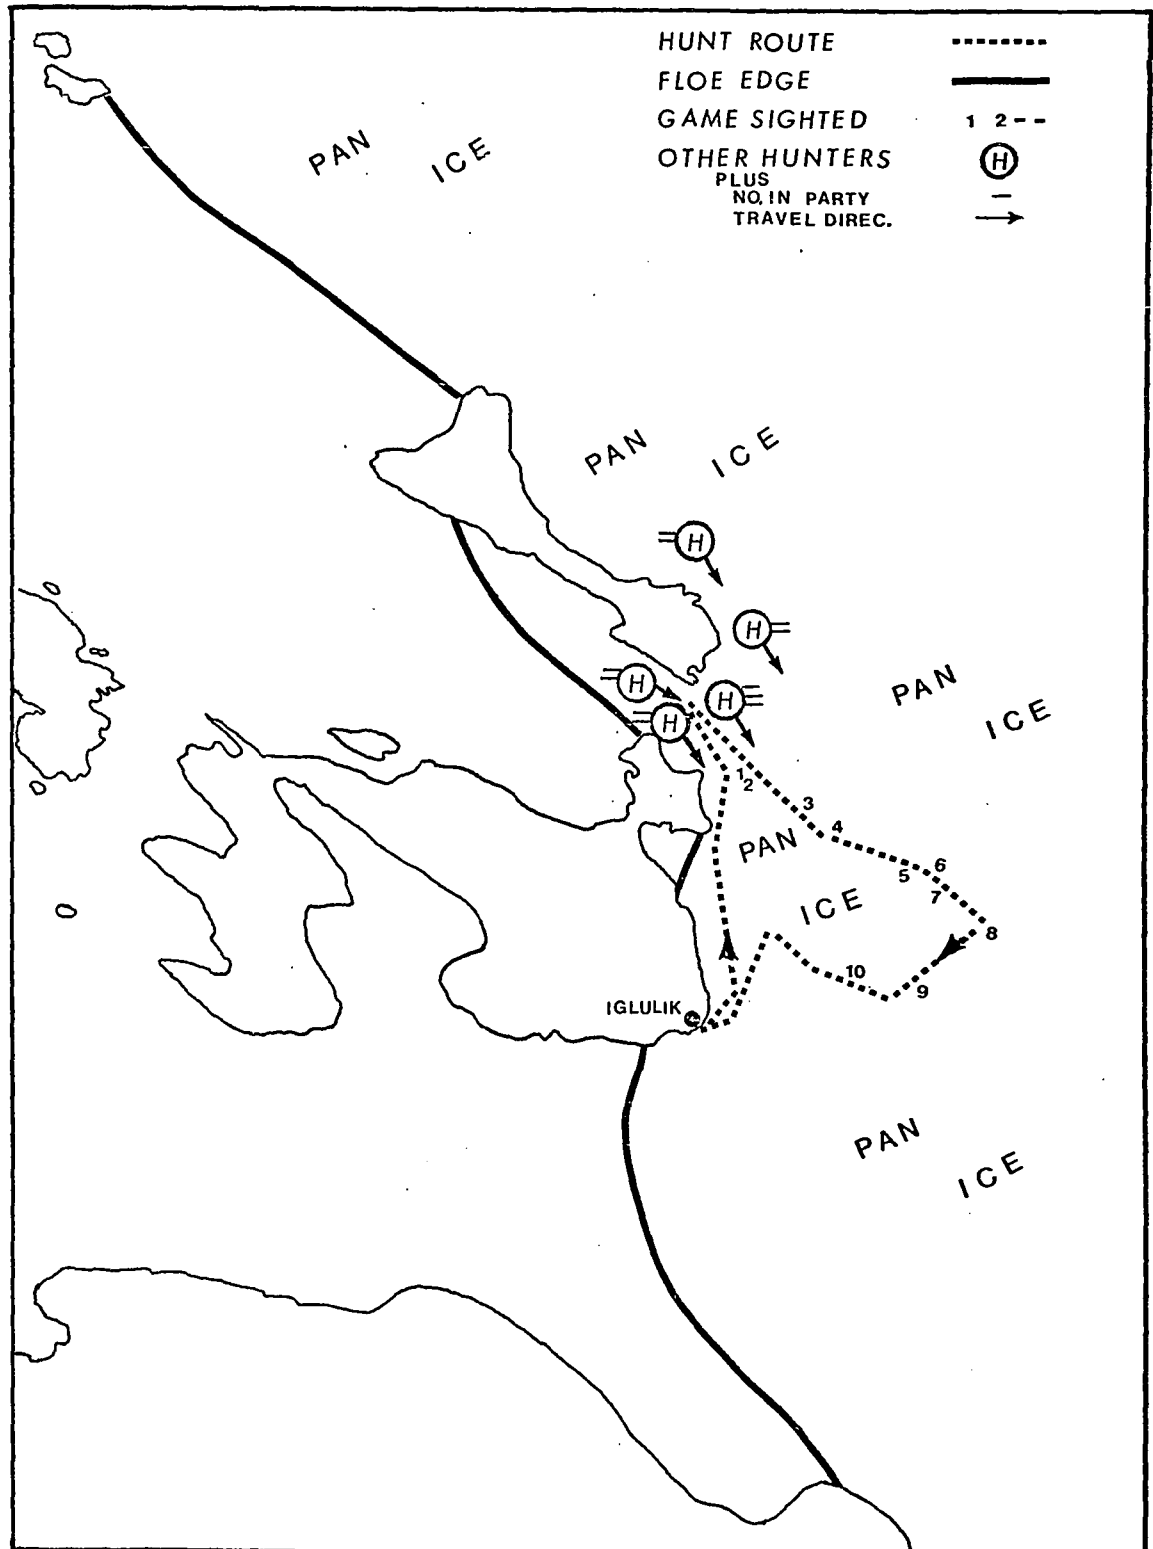 HUNT ROUTE
FLOE EDGE
GAME SIGHTED 1 2--
OTHER HUNTERS H
PLUS
NO. IN PARTY
TRAVEL DIREC.
PAN ICE
PAN ICE
H
H
PAN ICE
H
H
H
1
2
3
4
PAN ICE
5
6
7
8
9
10
IGLULIK
PAN ICE